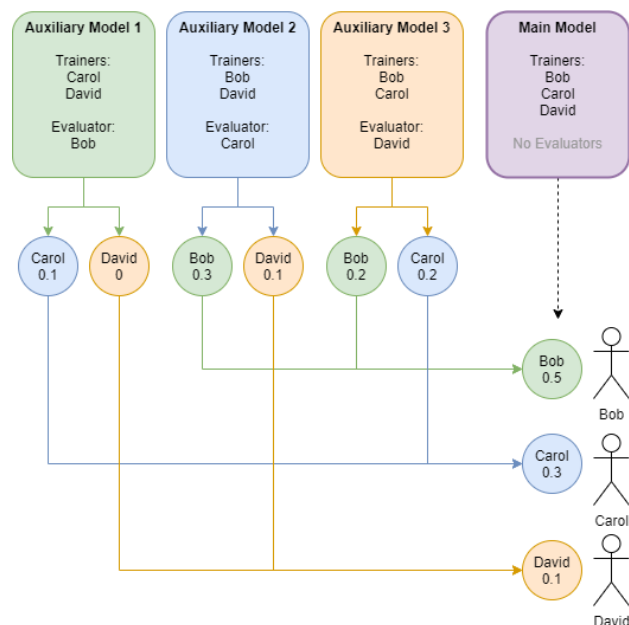 Auxiliary Model 1
Trainers:
Carol
David
Evaluator:
Bob
Auxiliary Model 2
Trainers:
Bob
David
Evaluator:
Carol
Auxiliary Model 3
Trainers:
Bob
Carol
Evaluator:
David
Main Model
Trainers:
Bob
Carol
David
No Evaluators
Carol
0.1
David
0
Bob
0.3
David
0.1
Bob
0.2
Carol
0.2
Bob
0.5
Bob
Carol
0.3
Carol
David
0.1
David